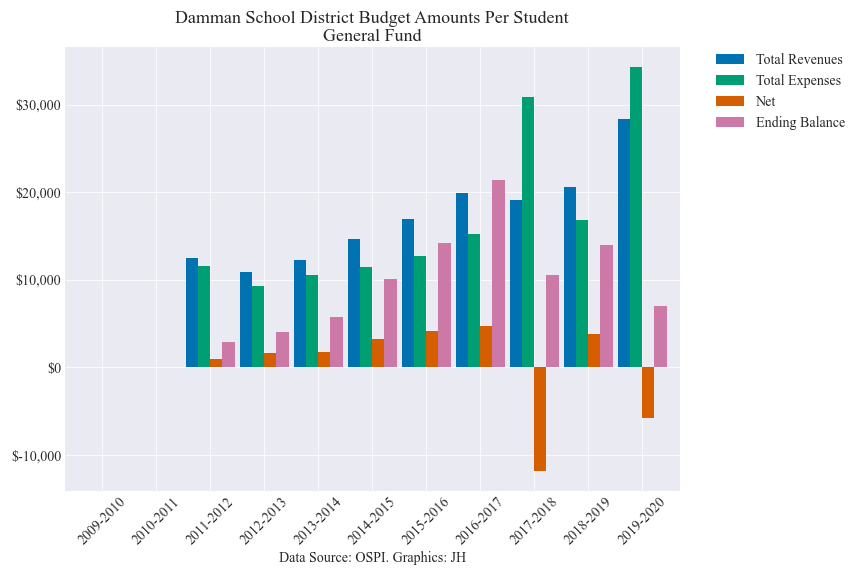 Damman School District Budget Amounts Per Student
General Fund
Total Revenues
Total Expenses
Net
Ending Balance
$30,000
$20,000
$10,000
$0
$-10,000
2009-2010
2010-2011
2011-2012
2012-2013
2013-2014
2014-2015
2015-2016
2016-2017
2017-2018
2018-2019
2019-2020
Data Source: OSPI. Graphics: JH